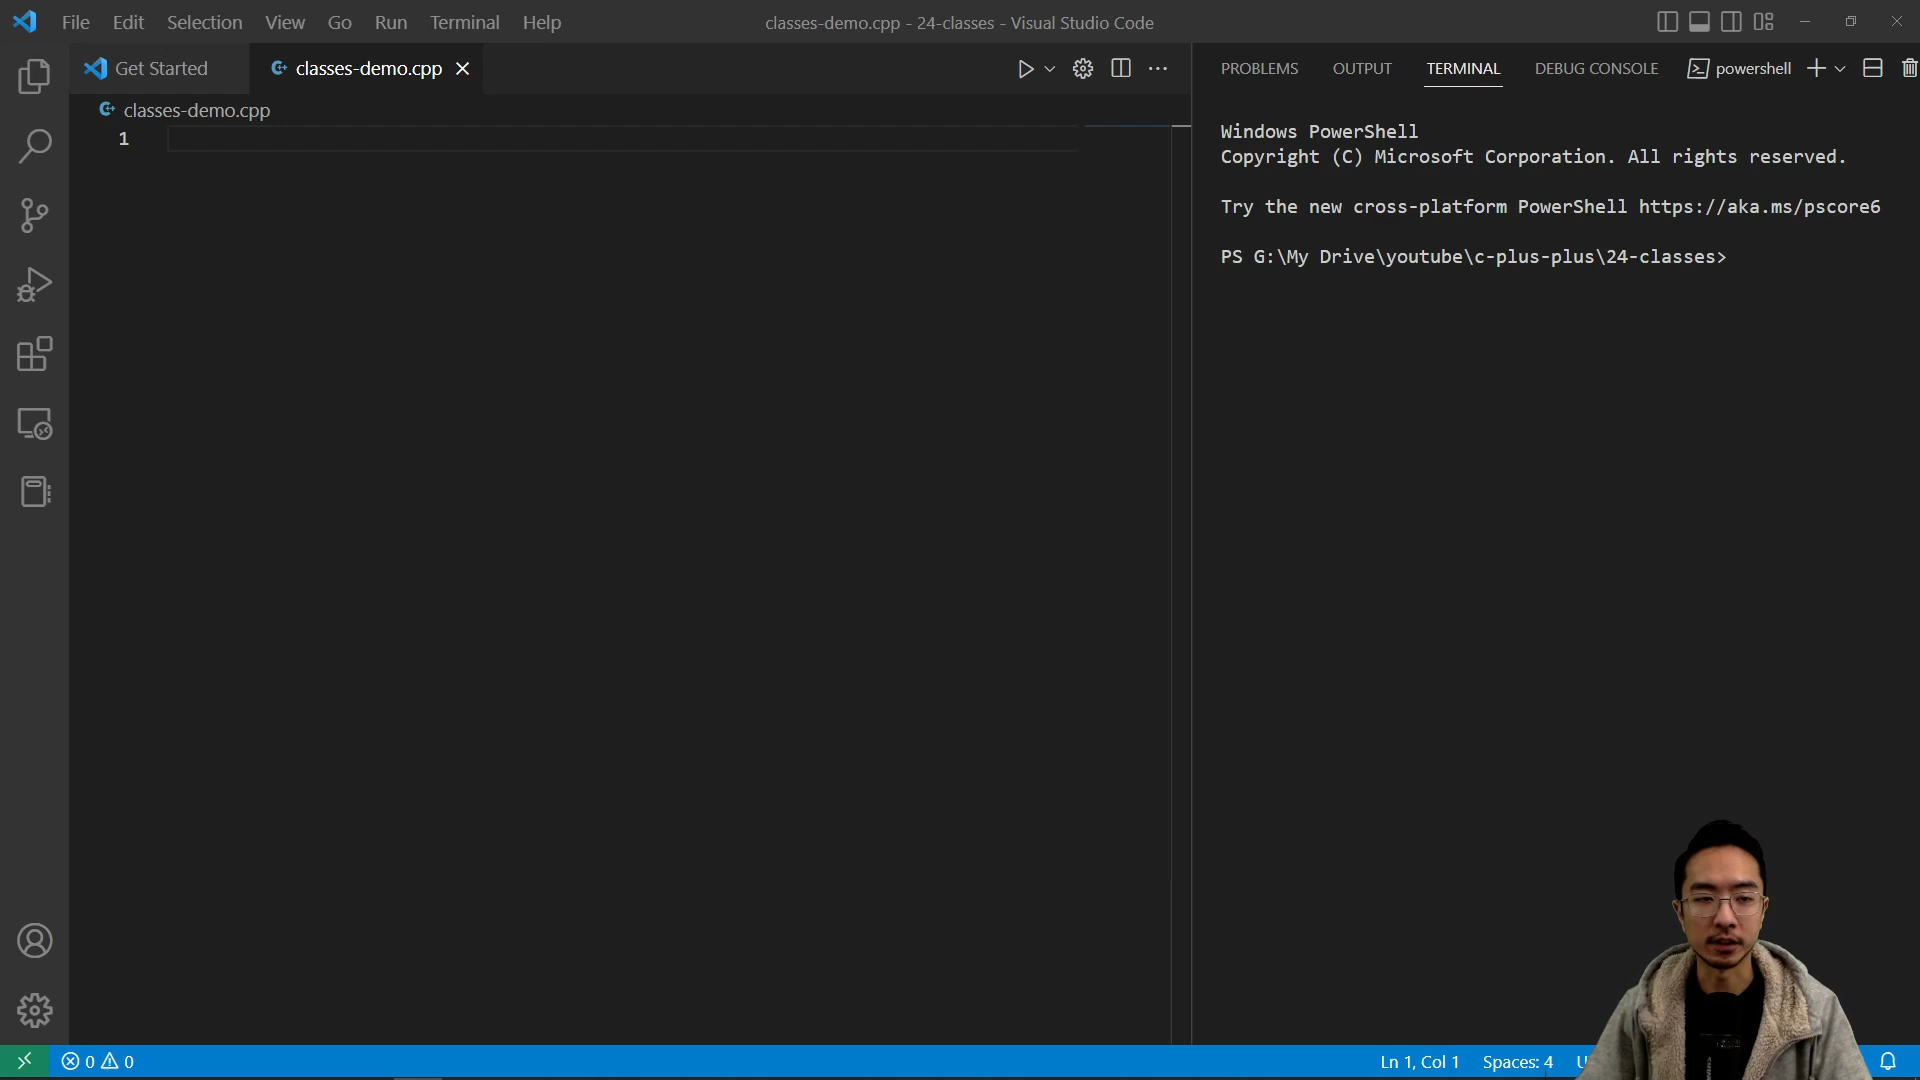 File Edit Selection View Go Run Terminal Help
classes-demo.cpp - 24-classes - Visual Studio Code
Get Started
classes-demo.cpp
PROBLEMS OUTPUT TERMINAL DEBUG CONSOLE
powershell
classes-demo.cpp
1
Windows PowerShell
Copyright (C) Microsoft Corporation. All rights reserved.
Try the new cross-platform PowerShell https://aka.ms/pscore6
PS G:\My Drive\youtube\c-plus-plus\24-classes>
0 0
Ln 1, Col 1 Spaces: 4